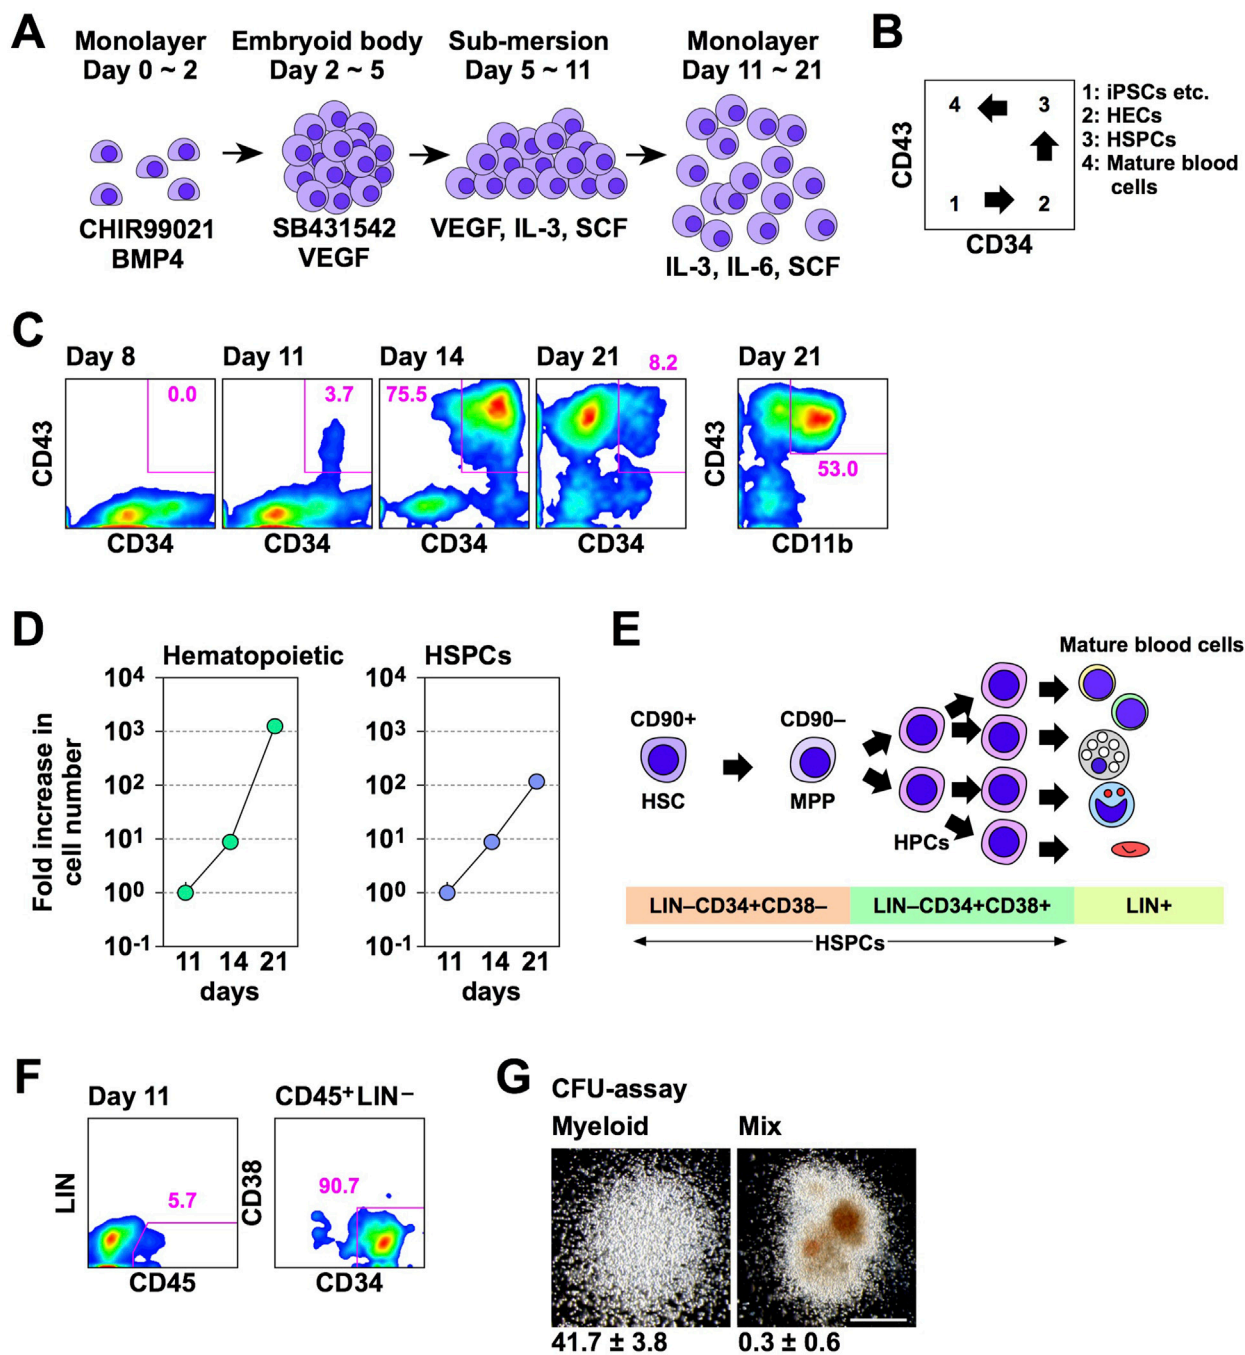 A
Monolayer
Day 0 ~ 2
Embryoid body
Day 2 ~ 5
Sub-mersion
Day 5 ~ 11
Monolayer
Day 11 ~ 21
CHIR99021
BMP4
SB431542
VEGF
VEGF, IL-3, SCF
IL-3, IL-6, SCF
B
CD43
4
3
1
2
CD34
1: iPSCs etc.
2: HECs
3: HSPCs
4: Mature blood
cells
C
Day 8
Day 11
Day 14
Day 21
8.2
Day 21
CD43
0.0
3.7
75.5
CD43
53.0
CD34
CD34
CD34
CD34
CD11b
D
Hematopoietic
HSPCs
Fold increase in
cell number
10⁴
10³
10²
10¹
10⁰
10⁻¹
11 14 21
days
10⁴
10³
10²
10¹
10⁰
10⁻¹
11 14 21
days
E
Mature blood cells
CD90+
CD90–
HSC
MPP
HPCs
LIN–CD34+CD38–
LIN–CD34+CD38+
LIN+
HSPCs
F
Day 11
CD45⁺LIN⁻
LIN
5.7
CD45
CD38
90.7
CD34
G
CFU-assay
Myeloid
Mix
41.7 ± 3.8
0.3 ± 0.6